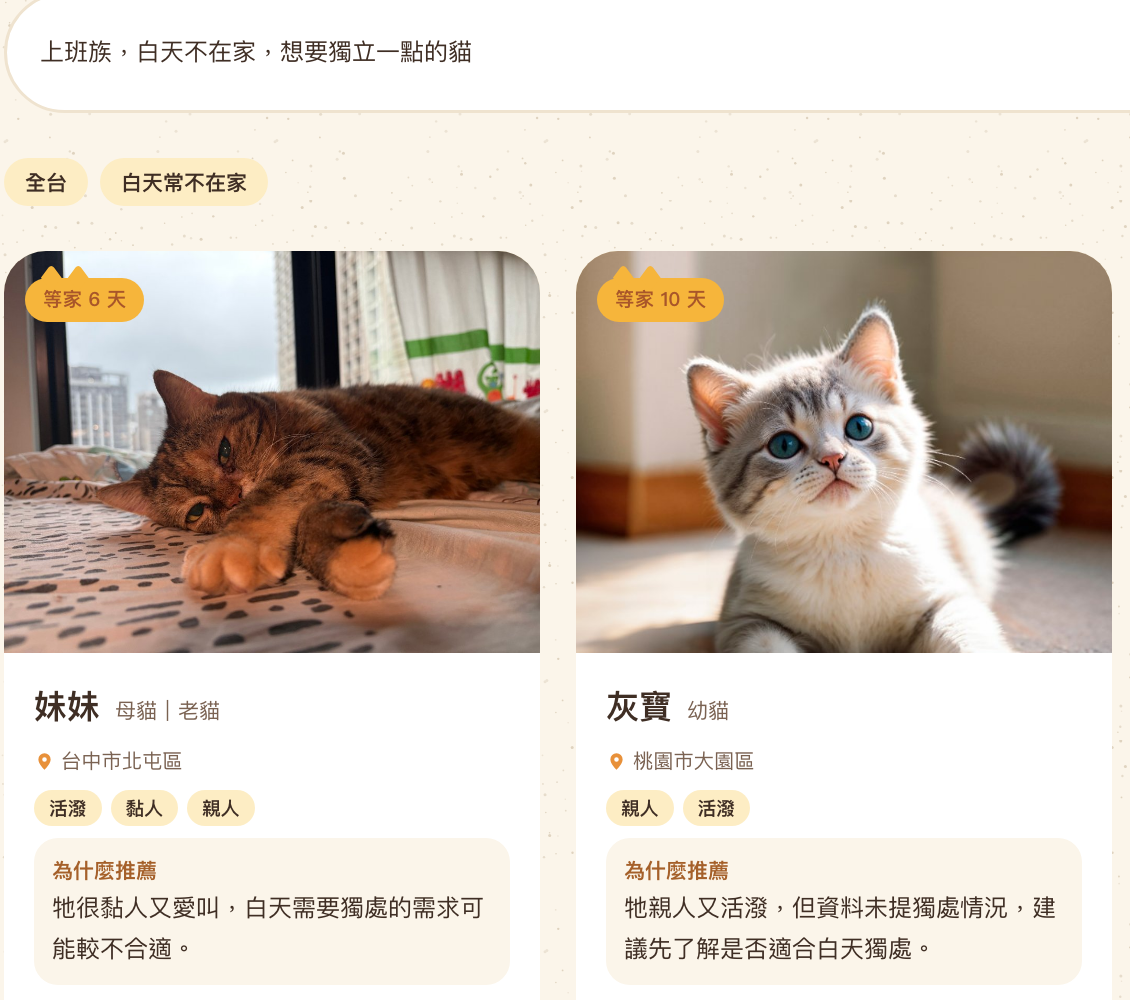 上班族，白天不在家，想要獨立一點的貓
全台
白天常不在家
等家 6 天
等家 10 天
妹妹 母貓｜老貓
台中市北屯區
活潑 黏人 親人
為什麼推薦
牠很黏人又愛叫，白天需要獨處的需求可
能較不合適。
灰寶 幼貓
桃園市大園區
親人 活潑
為什麼推薦
牠親人又活潑，但資料未提獨處情況，建
議先了解是否適合白天獨處。